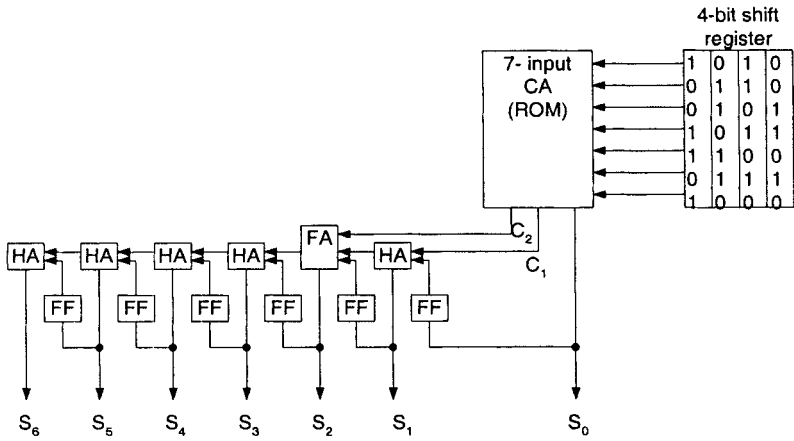 4-bit shift
register
7- input
CA
(ROM)
1 0 1 0
0 1 1 0
0 1 0 1
1 0 1 1
1 1 0 0
0 1 1 1
1 0 0 0
C₂
C₁
FA
HA HA HA HA HA
FF FF FF FF FF FF
S₆ S₅ S₄ S₃ S₂ S₁ S₀